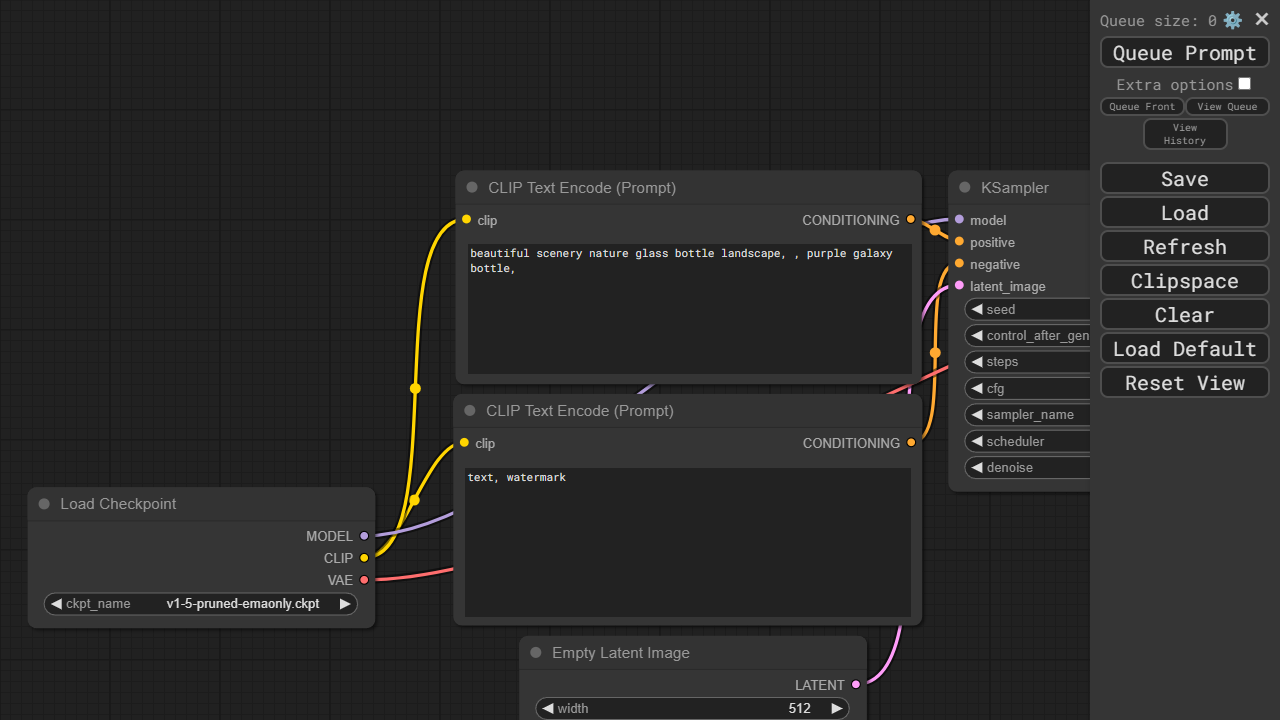 Queue size: 0
Queue Prompt
Extra options
Queue Front
View Queue
View
History
Save
Load
Refresh
Clipspace
Clear
Load Default
Reset View
CLIP Text Encode (Prompt)
clip
CONDITIONING
beautiful scenery nature glass bottle landscape, , purple galaxy
bottle,
KSampler
model
positive
negative
latent_image
seed
control_after_gen
steps
cfg
sampler_name
scheduler
denoise
CLIP Text Encode (Prompt)
clip
CONDITIONING
text, watermark
Load Checkpoint
MODEL
CLIP
VAE
ckpt_name v1-5-pruned-emaonly.ckpt
Empty Latent Image
LATENT
width 512